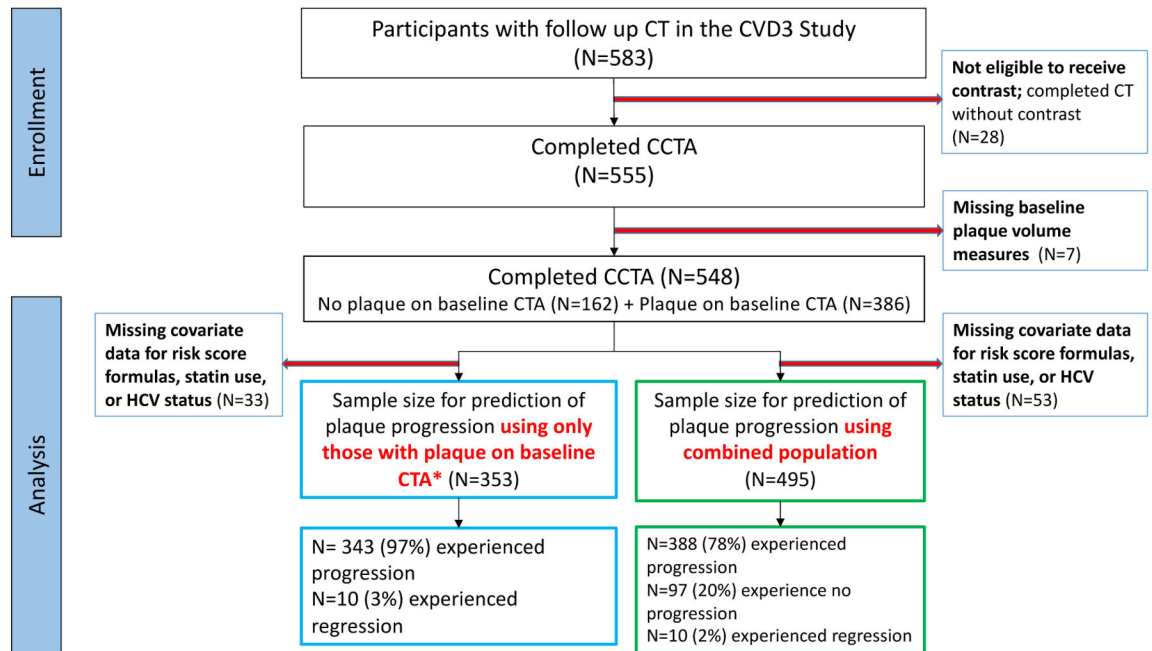 Enrollment
Participants with follow up CT in the CVD3 Study
(N=583)
Not eligible to receive
contrast; completed CT
without contrast
(N=28)
Completed CCTA
(N=555)
Missing baseline
plaque volume
measures (N=7)
Analysis
Completed CCTA (N=548)
No plaque on baseline CTA (N=162) + Plaque on baseline CTA (N=386)
Missing covariate
data for risk score
formulas, statin use,
or HCV status (N=33)
Missing covariate data
for risk score formulas,
statin use, or HCV
status (N=53)
Sample size for prediction of
plaque progression using only
those with plaque on baseline
CTA* (N=353)
Sample size for prediction of
plaque progression using
combined population
(N=495)
N= 343 (97%) experienced
progression
N=10 (3%) experienced
regression
N=388 (78%) experienced
progression
N=97 (20%) experience no
progression
N=10 (2%) experienced regression